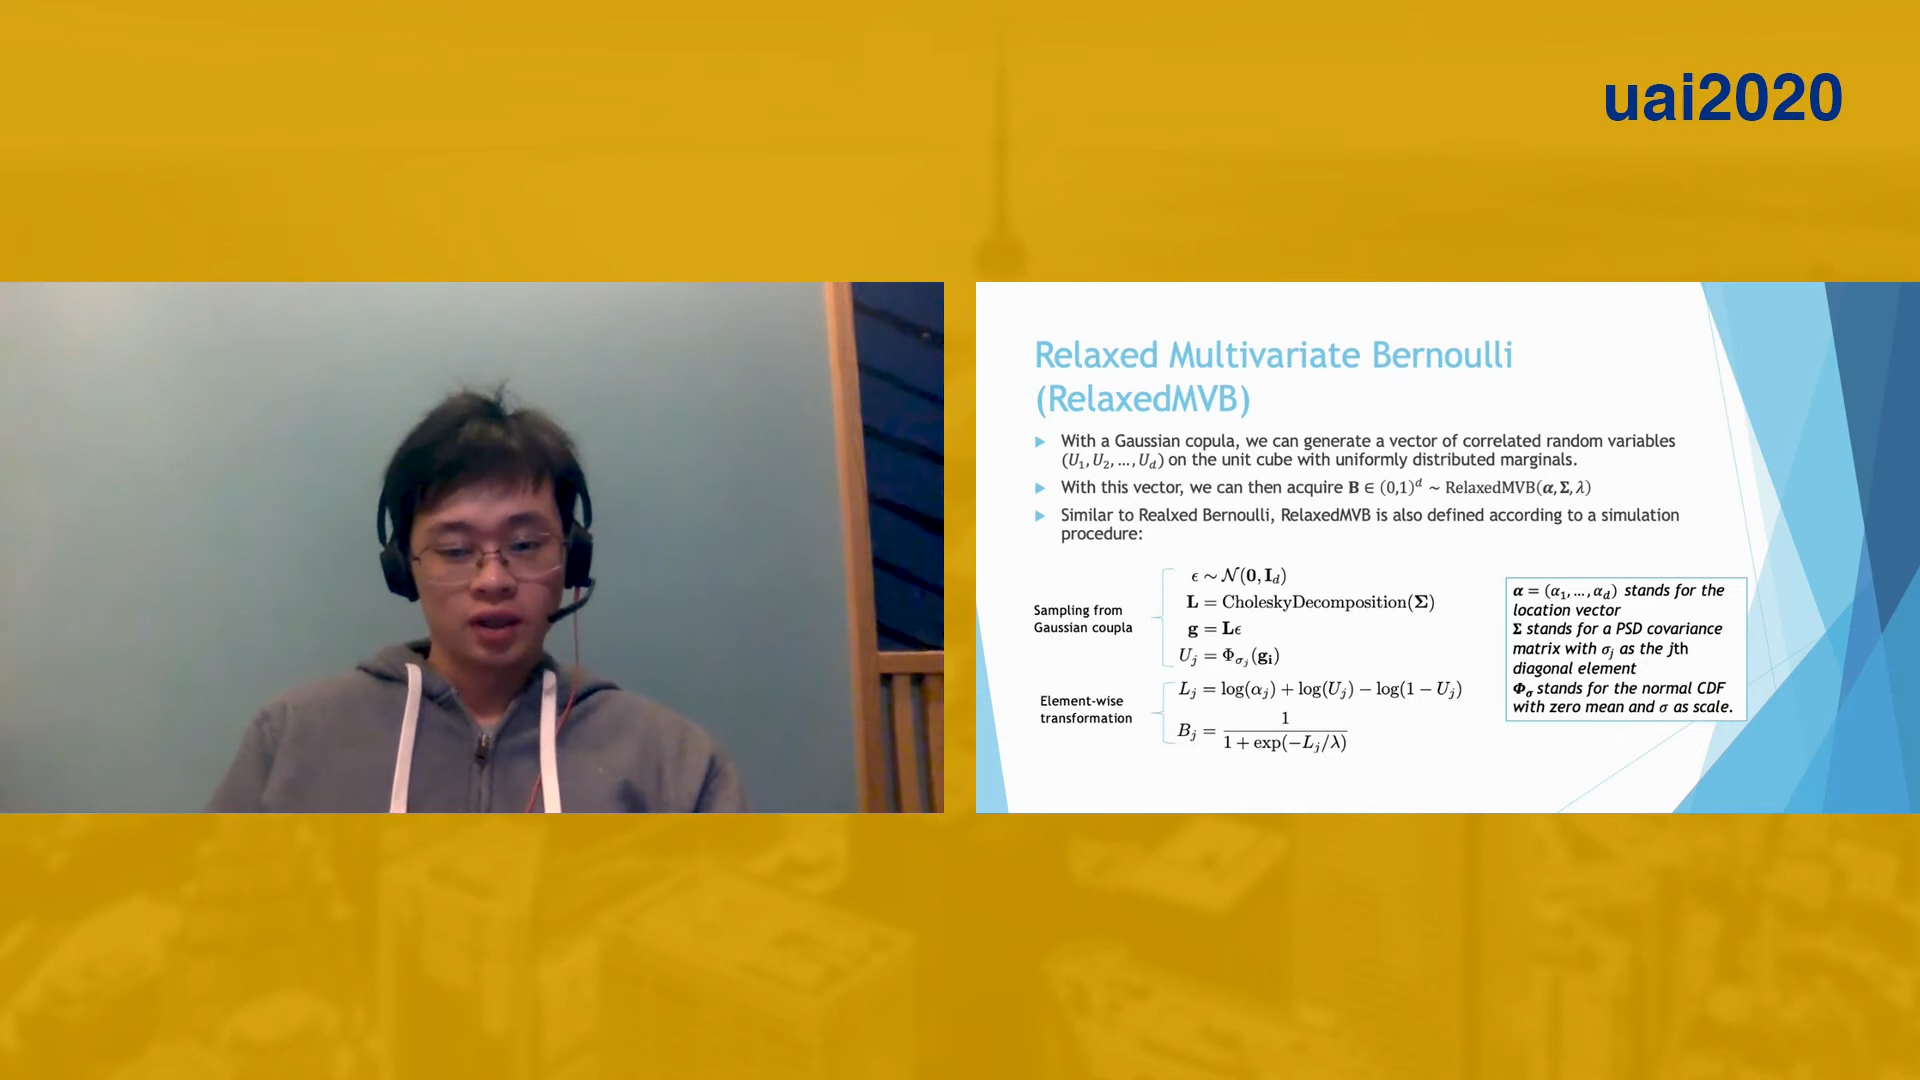 uai2020
Relaxed Multivariate Bernoulli
(RelaxedMVB)
With a Gaussian copula, we can generate a vector of correlated random variables
(U₁, U₂, …, U_d) on the unit cube with uniformly distributed marginals.
With this vector, we can then acquire B ∈ (0,1)^d ~ RelaxedMVB(α, Σ, λ)
Similar to Realxed Bernoulli, RelaxedMVB is also defined according to a simulation
procedure:
Sampling from
Gaussian coupla
ϵ ~ 𝒩(0, I_d)
L = CholeskyDecomposition(Σ)
g = Lϵ
U_j = Φ_{σ_j}(g_i)
Element-wise
transformation
L_j = log(α_j) + log(U_j) − log(1 − U_j)
B_j = 1 / (1 + exp(−L_j/λ))
α = (α₁, …, α_d) stands for the
location vector
Σ stands for a PSD covariance
matrix with σ_j as the jth
diagonal element
Φ_σ stands for the normal CDF
with zero mean and σ as scale.